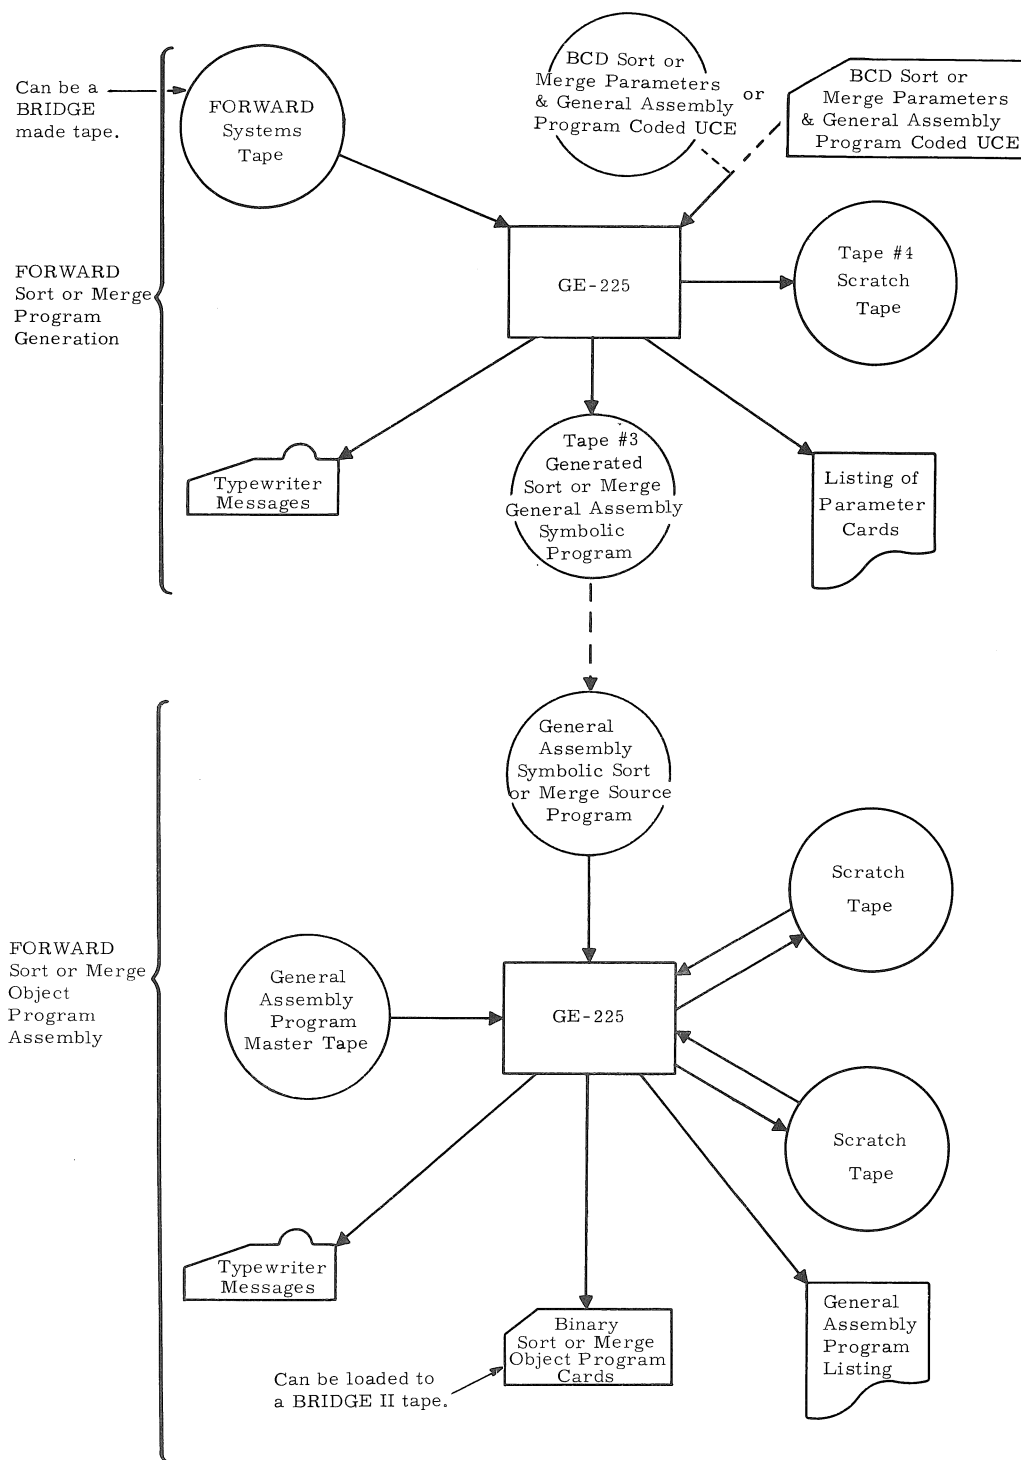 Can be a
BRIDGE
made tape.
FORWARD
Systems
Tape
BCD Sort or
Merge Parameters
& General Assembly
Program Coded UCE
or
BCD Sort or
Merge Parameters
& General Assembly
Program Coded UCE
FORWARD
Sort or Merge
Program
Generation
GE-225
Tape #4
Scratch
Tape
Typewriter
Messages
Tape #3
Generated
Sort or Merge
General Assembly
Symbolic
Program
Listing of
Parameter
Cards
General
Assembly
Symbolic Sort
or Merge Source
Program
Scratch
Tape
FORWARD
Sort or Merge
Object
Program
Assembly
General
Assembly
Program
Master Tape
GE-225
Scratch
Tape
Typewriter
Messages
Binary
Sort or Merge
Object Program
Cards
General
Assembly
Program
Listing
Can be loaded to
a BRIDGE II tape.